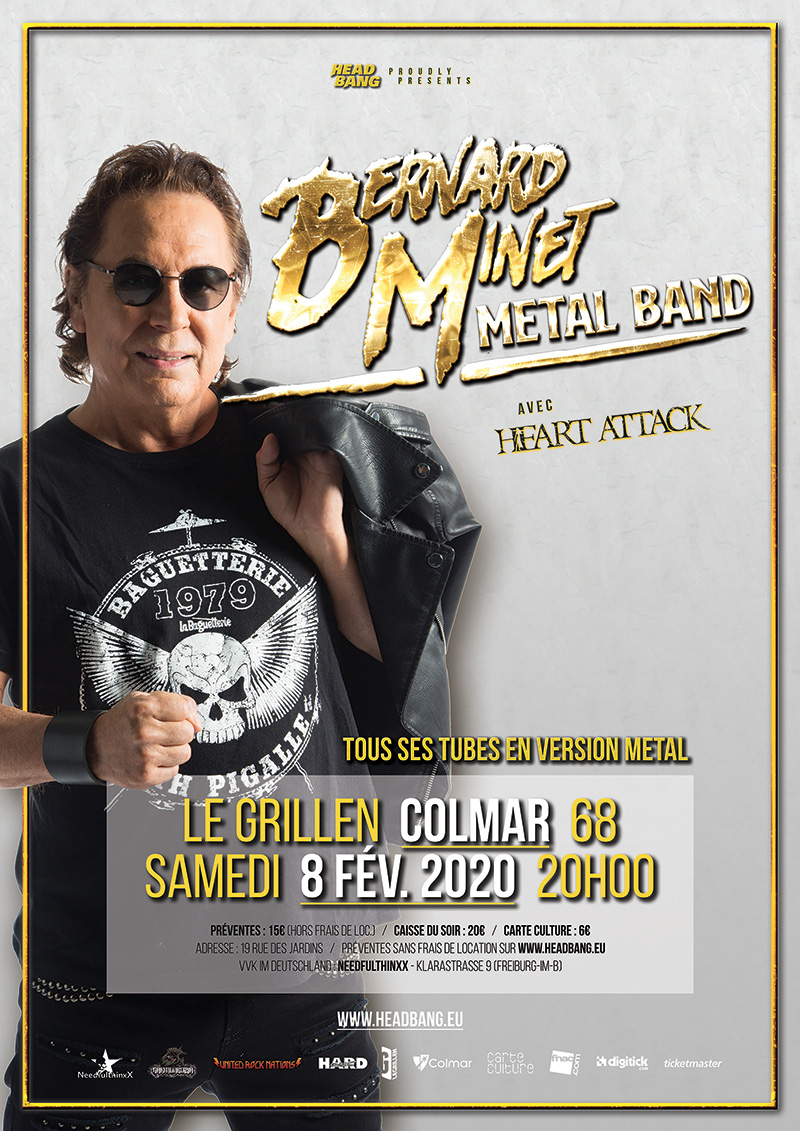 HEAD BANG PROUDLY PRESENTS
BERNARD
MINET
METAL BAND
AVEC
HEART ATTACK
BAGUETTERIE
1979
la Baguetterie
PIGALLE
TOUS SES TUBES EN VERSION METAL
LE GRILLEN COLMAR 68
SAMEDI 8 FÉV. 2020 20H00
PRÉVENTES : 15€ (HORS FRAIS DE LOC.) / CAISSE DU SOIR : 20€ / CARTE CULTURE : 6€
ADRESSE : 19 RUE DES JARDINS / PRÉVENTES SANS FRAIS DE LOCATION SUR WWW.HEADBANG.EU
VVK IM DEUTSCHLAND : NEEDFULTHINXX - KLARASTRASSE 9 (FREIBURG-IM-B)
WWW.HEADBANG.EU
NeedfulthinxX UNITED ROCK NATIONS HARD G Colmar carte culture fnac.com digitick.com ticketmaster